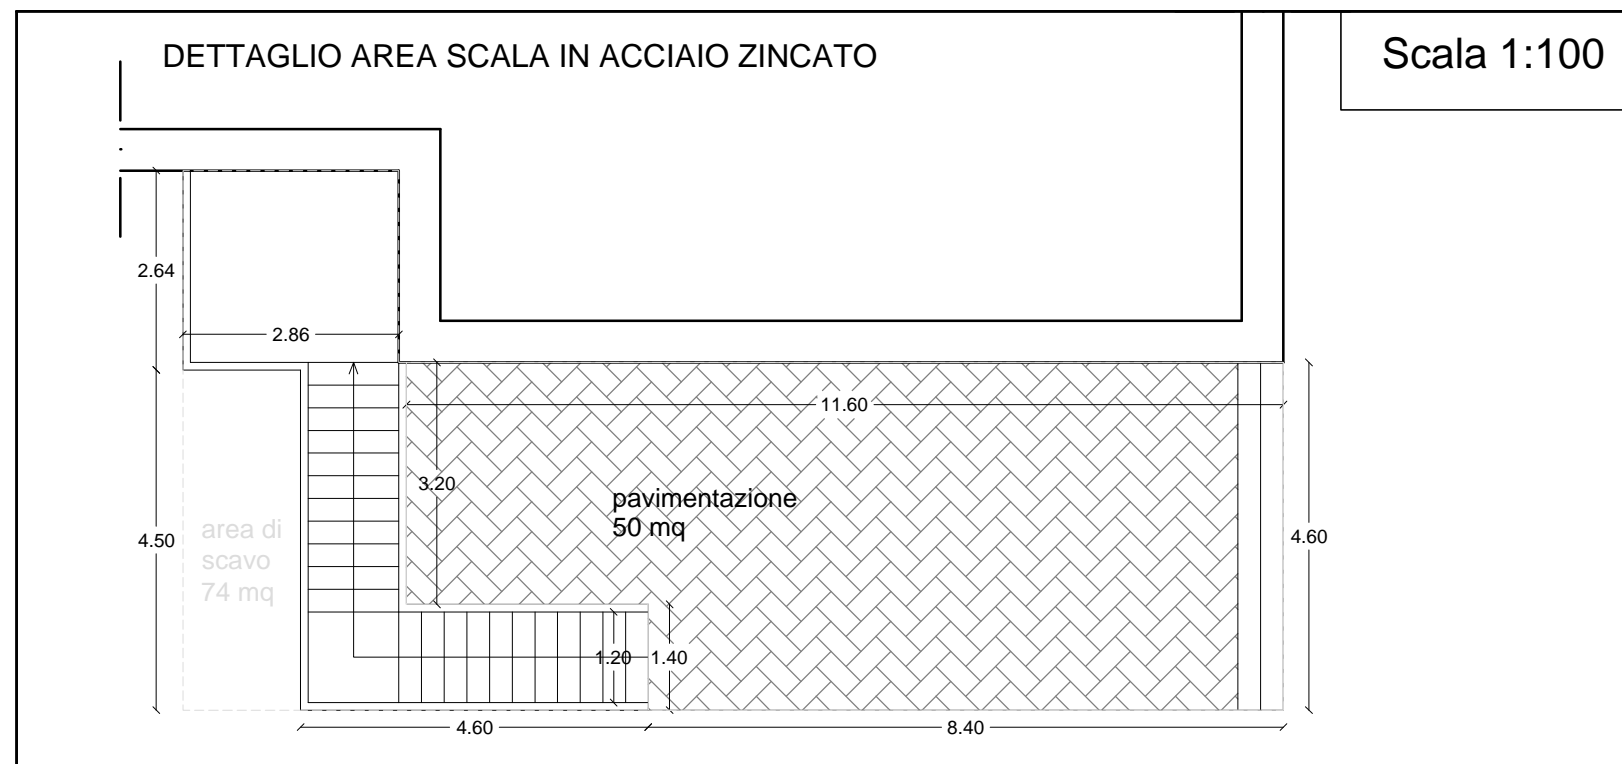 DETTAGLIO AREA SCALA IN ACCIAIO ZINCATO
Scala 1:100
2.64
2.86
11.60
3.20
pavimentazione
50 mq
4.50
area di
scavo
74 mq
4.60
1.20
1.40
4.60
8.40